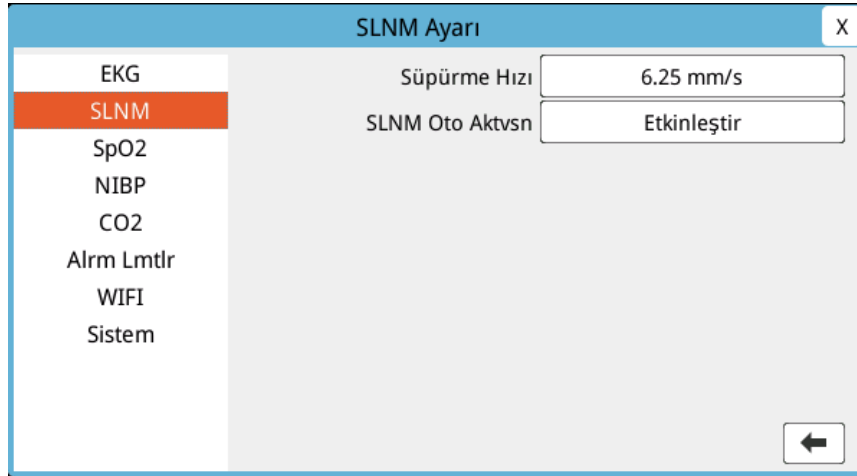 SLNM Ayarı
X
EKG
SLNM
SpO2
NIBP
CO2
Alrm Lmtlr
WIFI
Sistem
Süpürme Hızı 6.25 mm/s
SLNM Oto Aktvsn Etkinleştir